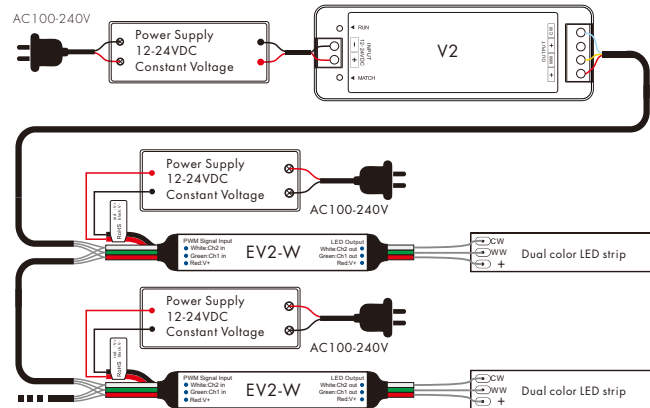 AC100-240V
Power Supply
12-24VDC
Constant Voltage
RUN
INPUT
12-24VDC
MATCH
V2
OUTPUT
CW
WW
Power Supply
12-24VDC
Constant Voltage
AC100-240V
RoHS
PWM Signal Input
White:Ch2 in
Green:Ch1 in
Red:V+
EV2-W
LED Output
White:Ch2 out
Green:Ch1 out
Red:V+
CW
WW
+
Dual color LED strip
Power Supply
12-24VDC
Constant Voltage
AC100-240V
RoHS
PWM Signal Input
White:Ch2 in
Green:Ch1 in
Red:V+
EV2-W
LED Output
White:Ch2 out
Green:Ch1 out
Red:V+
CW
WW
+
Dual color LED strip